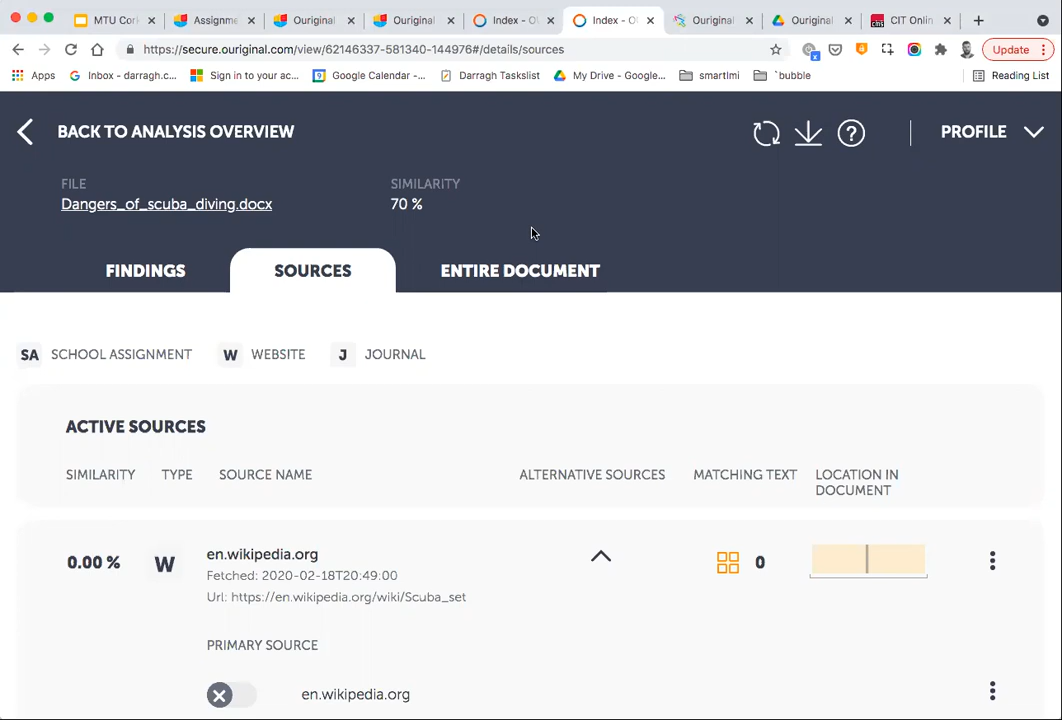 MTU Cork
Assignme
Ouriginal
Ouriginal
Index - O
Index - O
Ouriginal
Ouriginal
CIT Onlin
https://secure.ouriginal.com/view/62146337-581340-144976#/details/sources
Update
Apps
Inbox - darragh.c...
Sign in to your ac...
Google Calendar -...
Darragh Tasklist
My Drive - Google...
smartimi
`bubble
Reading List
BACK TO ANALYSIS OVERVIEW
PROFILE
FILE
SIMILARITY
Dangers_of_scuba_diving.docx
70 %
FINDINGS
SOURCES
ENTIRE DOCUMENT
SA SCHOOL ASSIGNMENT W WEBSITE J JOURNAL
ACTIVE SOURCES
SIMILARITY TYPE SOURCE NAME ALTERNATIVE SOURCES MATCHING TEXT LOCATION IN
DOCUMENT
0.00 % W en.wikipedia.org 0
Fetched: 2020-02-18T20:49:00
Url: https://en.wikipedia.org/wiki/Scuba_set
PRIMARY SOURCE
en.wikipedia.org